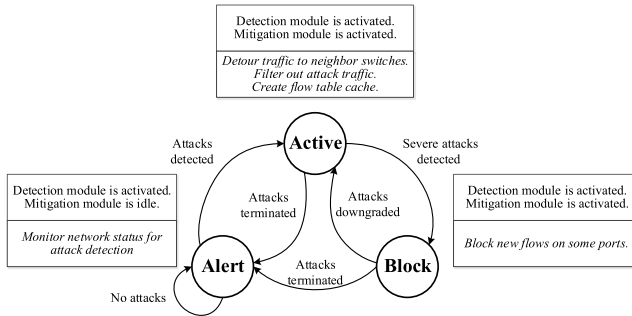 Detection module is activated.
Mitigation module is activated.
Detour traffic to neighbor switches.
Filter out attack traffic.
Create flow table cache.
Attacks
detected
Active
Severe attacks
detected
Detection module is activated.
Mitigation module is idle.
Monitor network status for
attack detection
Attacks
terminated
Attacks
downgraded
Detection module is activated.
Mitigation module is activated.
Block new flows on some ports.
Alert
Attacks
terminated
Block
No attacks